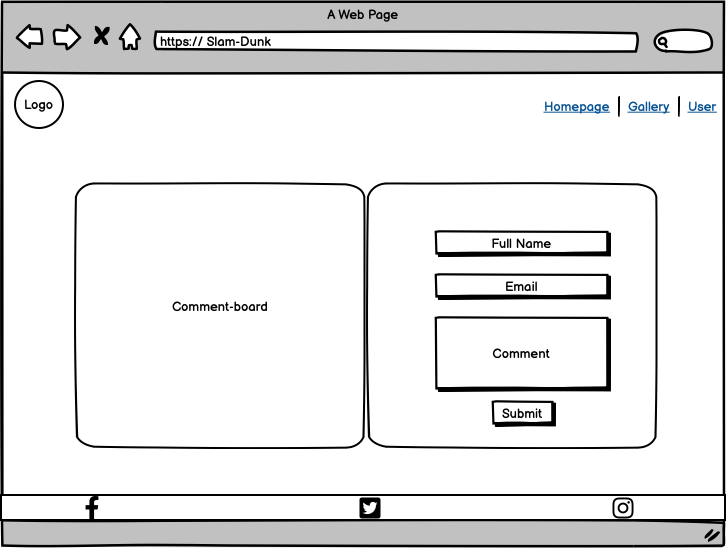 A Web Page
https:// Slam-Dunk
Logo
Homepage Gallery User
Comment-board
Full Name
Email
Comment
Submit